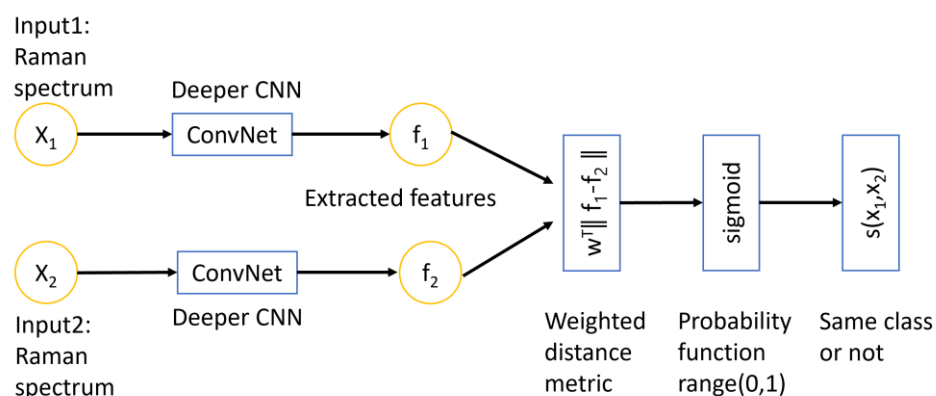 Input1:
Raman
spectrum
Deeper CNN
X₁
ConvNet
f₁
Extracted features
wᵀ‖ f₁-f₂ ‖
sigmoid
s(x₁,x₂)
X₂
ConvNet
f₂
Deeper CNN
Input2:
Raman
spectrum
Weighted
distance
metric
Probability
function
range(0,1)
Same class
or not